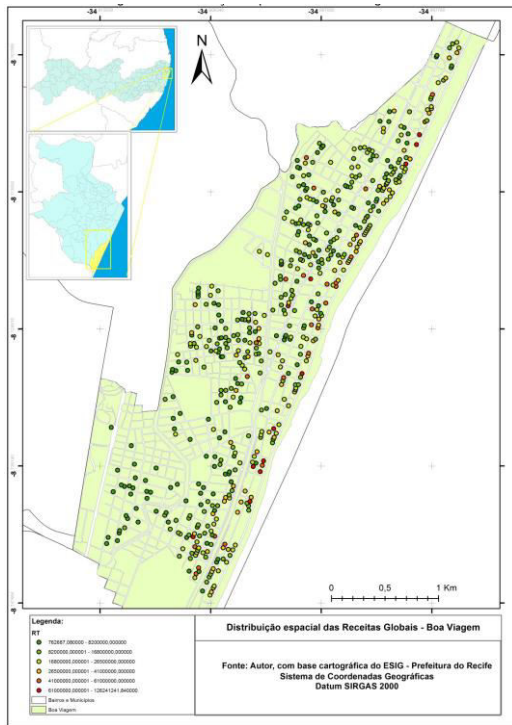 -34
-34
-34
-34
N
0 0,5 1 Km
Legenda:
RT
762687,980000 - 8200000,000000
8200000,000001 - 16800000,000000
16800000,000001 - 26500000,000000
26500000,000001 - 41000000,000000
41000000,000001 - 61000000,000000
61000000,000001 - 126241241,840000
Bairros e Municípios
Boa Viagem
Distribuição espacial das Receitas Globais - Boa Viagem
Fonte: Autor, com base cartográfica do ESIG - Prefeitura do Recife
Sistema de Coordenadas Geográficas
Datum SIRGAS 2000